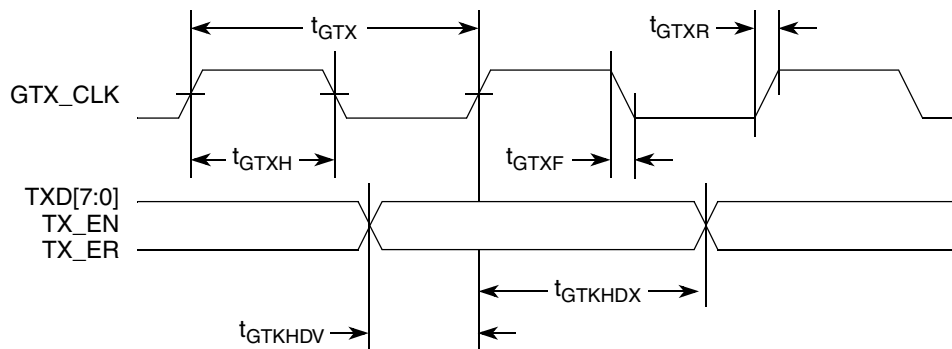 tGTX
tGTXR
GTX_CLK
tGTXH
tGTXF
TXD[7:0]
TX_EN
TX_ER
tGTKHDX
tGTKHDV